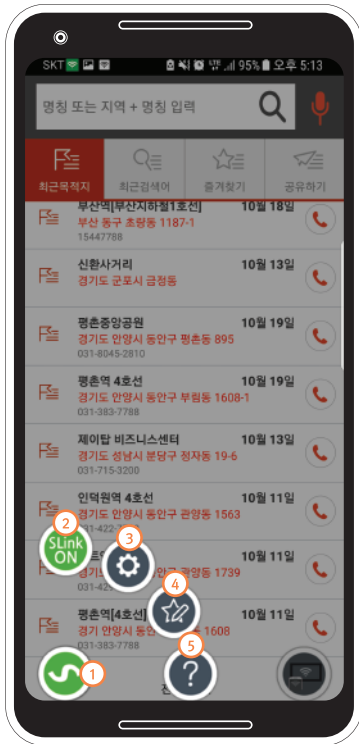 SKT LTE 95% 오후 5:13
명칭 또는 지역 + 명칭 입력
최근목적지 최근검색어 즐겨찾기 공유하기
부산역[부산지하철1호선] 10월 18일
부산 동구 초량동 1187-1
15447788
신환사거리 10월 13일
경기도 군포시 금정동
평촌중앙공원 10월 19일
경기도 안양시 동안구 평촌동 895
031-8045-2810
평촌역 4호선 10월 19일
경기도 안양시 동안구 부림동 1608-1
031-383-7788
제이탑 비즈니스센터 10월 13일
경기도 성남시 분당구 정자동 19-6
031-715-3200
인덕원역 4호선 10월 11일
경기도 안양시 동안구 관양동 1563
2
SLink
ON
3
10월 11일
관양동 1739
4
평촌역[4호선] 10월 11일
경기 안양시 동안 1608
031-383-7788
5
?
1